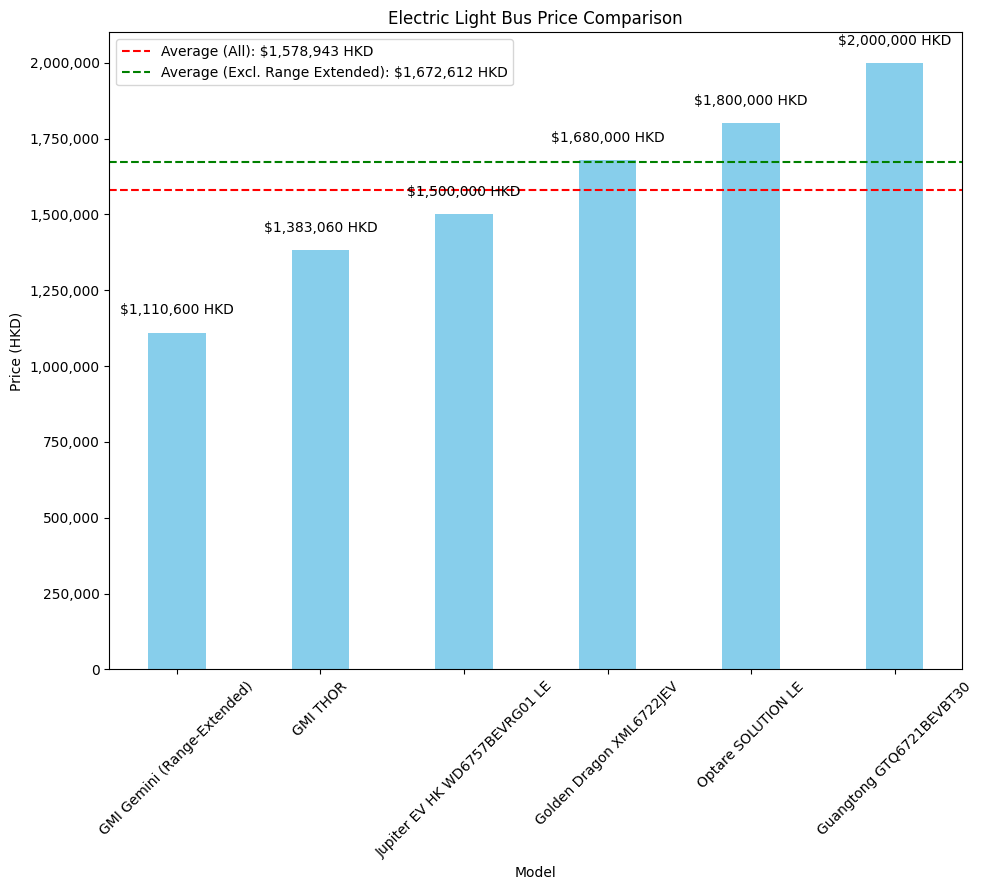 Electric Light Bus Price Comparison
Average (All): $1,578,943 HKD
Average (Excl. Range Extended): $1,672,612 HKD
Price (HKD)
2,000,000
1,750,000
1,500,000
1,250,000
1,000,000
750,000
500,000
250,000
0
$1,110,600 HKD
$1,383,060 HKD
$1,500,000 HKD
$1,680,000 HKD
$1,800,000 HKD
$2,000,000 HKD
GMI Gemini (Range-Extended)
GMI THOR
Jupiter EV HK WD6757BEVRG01 LE
Golden Dragon XML6722JEV
Optare SOLUTION LE
Guangtong GTQ6721BEVBT30
Model